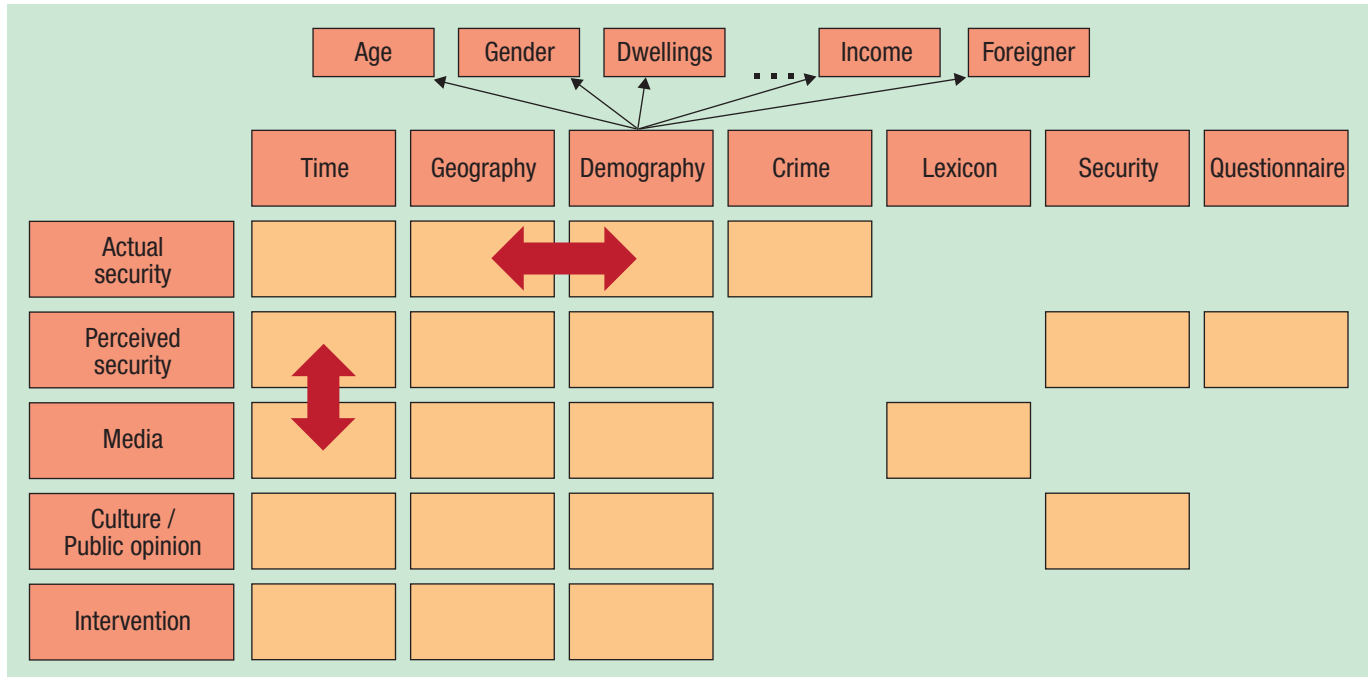 Age
Gender
Dwellings
...
Income
Foreigner
Time
Geography
Demography
Crime
Lexicon
Security
Questionnaire
Actual
security
Perceived
security
Media
Culture /
Public opinion
Intervention